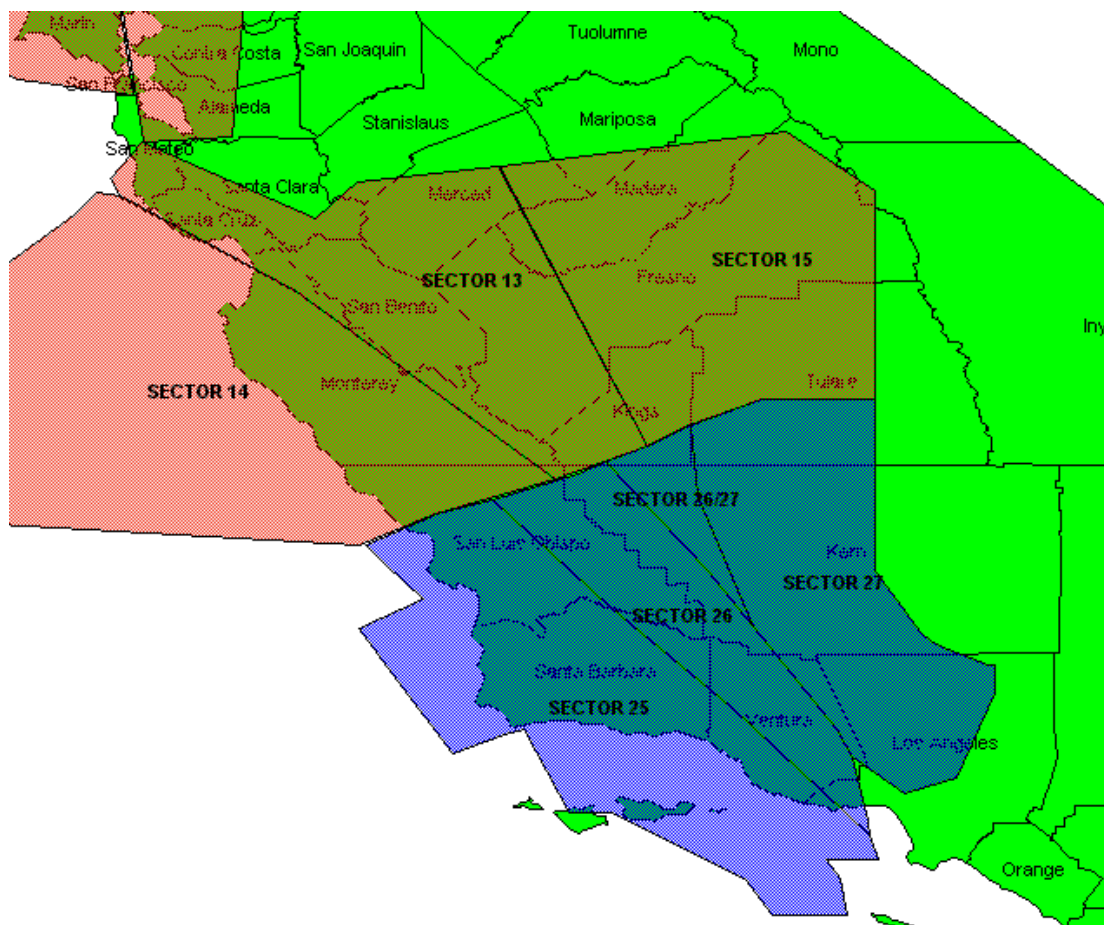 Marin
Tuolumne
Contra Costa
San Joaquin
Mono
San Francisco
Alameda
Stanislaus
Mariposa
San Mateo
Santa Clara
Merced
Madera
Santa Cruz
SECTOR 15
SECTOR 13
Fresno
San Benito
Iny
SECTOR 14
Monterey
Tulare
Kings
SECTOR 26/27
San Luis Obispo
Kern
SECTOR 27
SECTOR 26
Santa Barbara
SECTOR 25
Ventura
Los Angeles
Orange